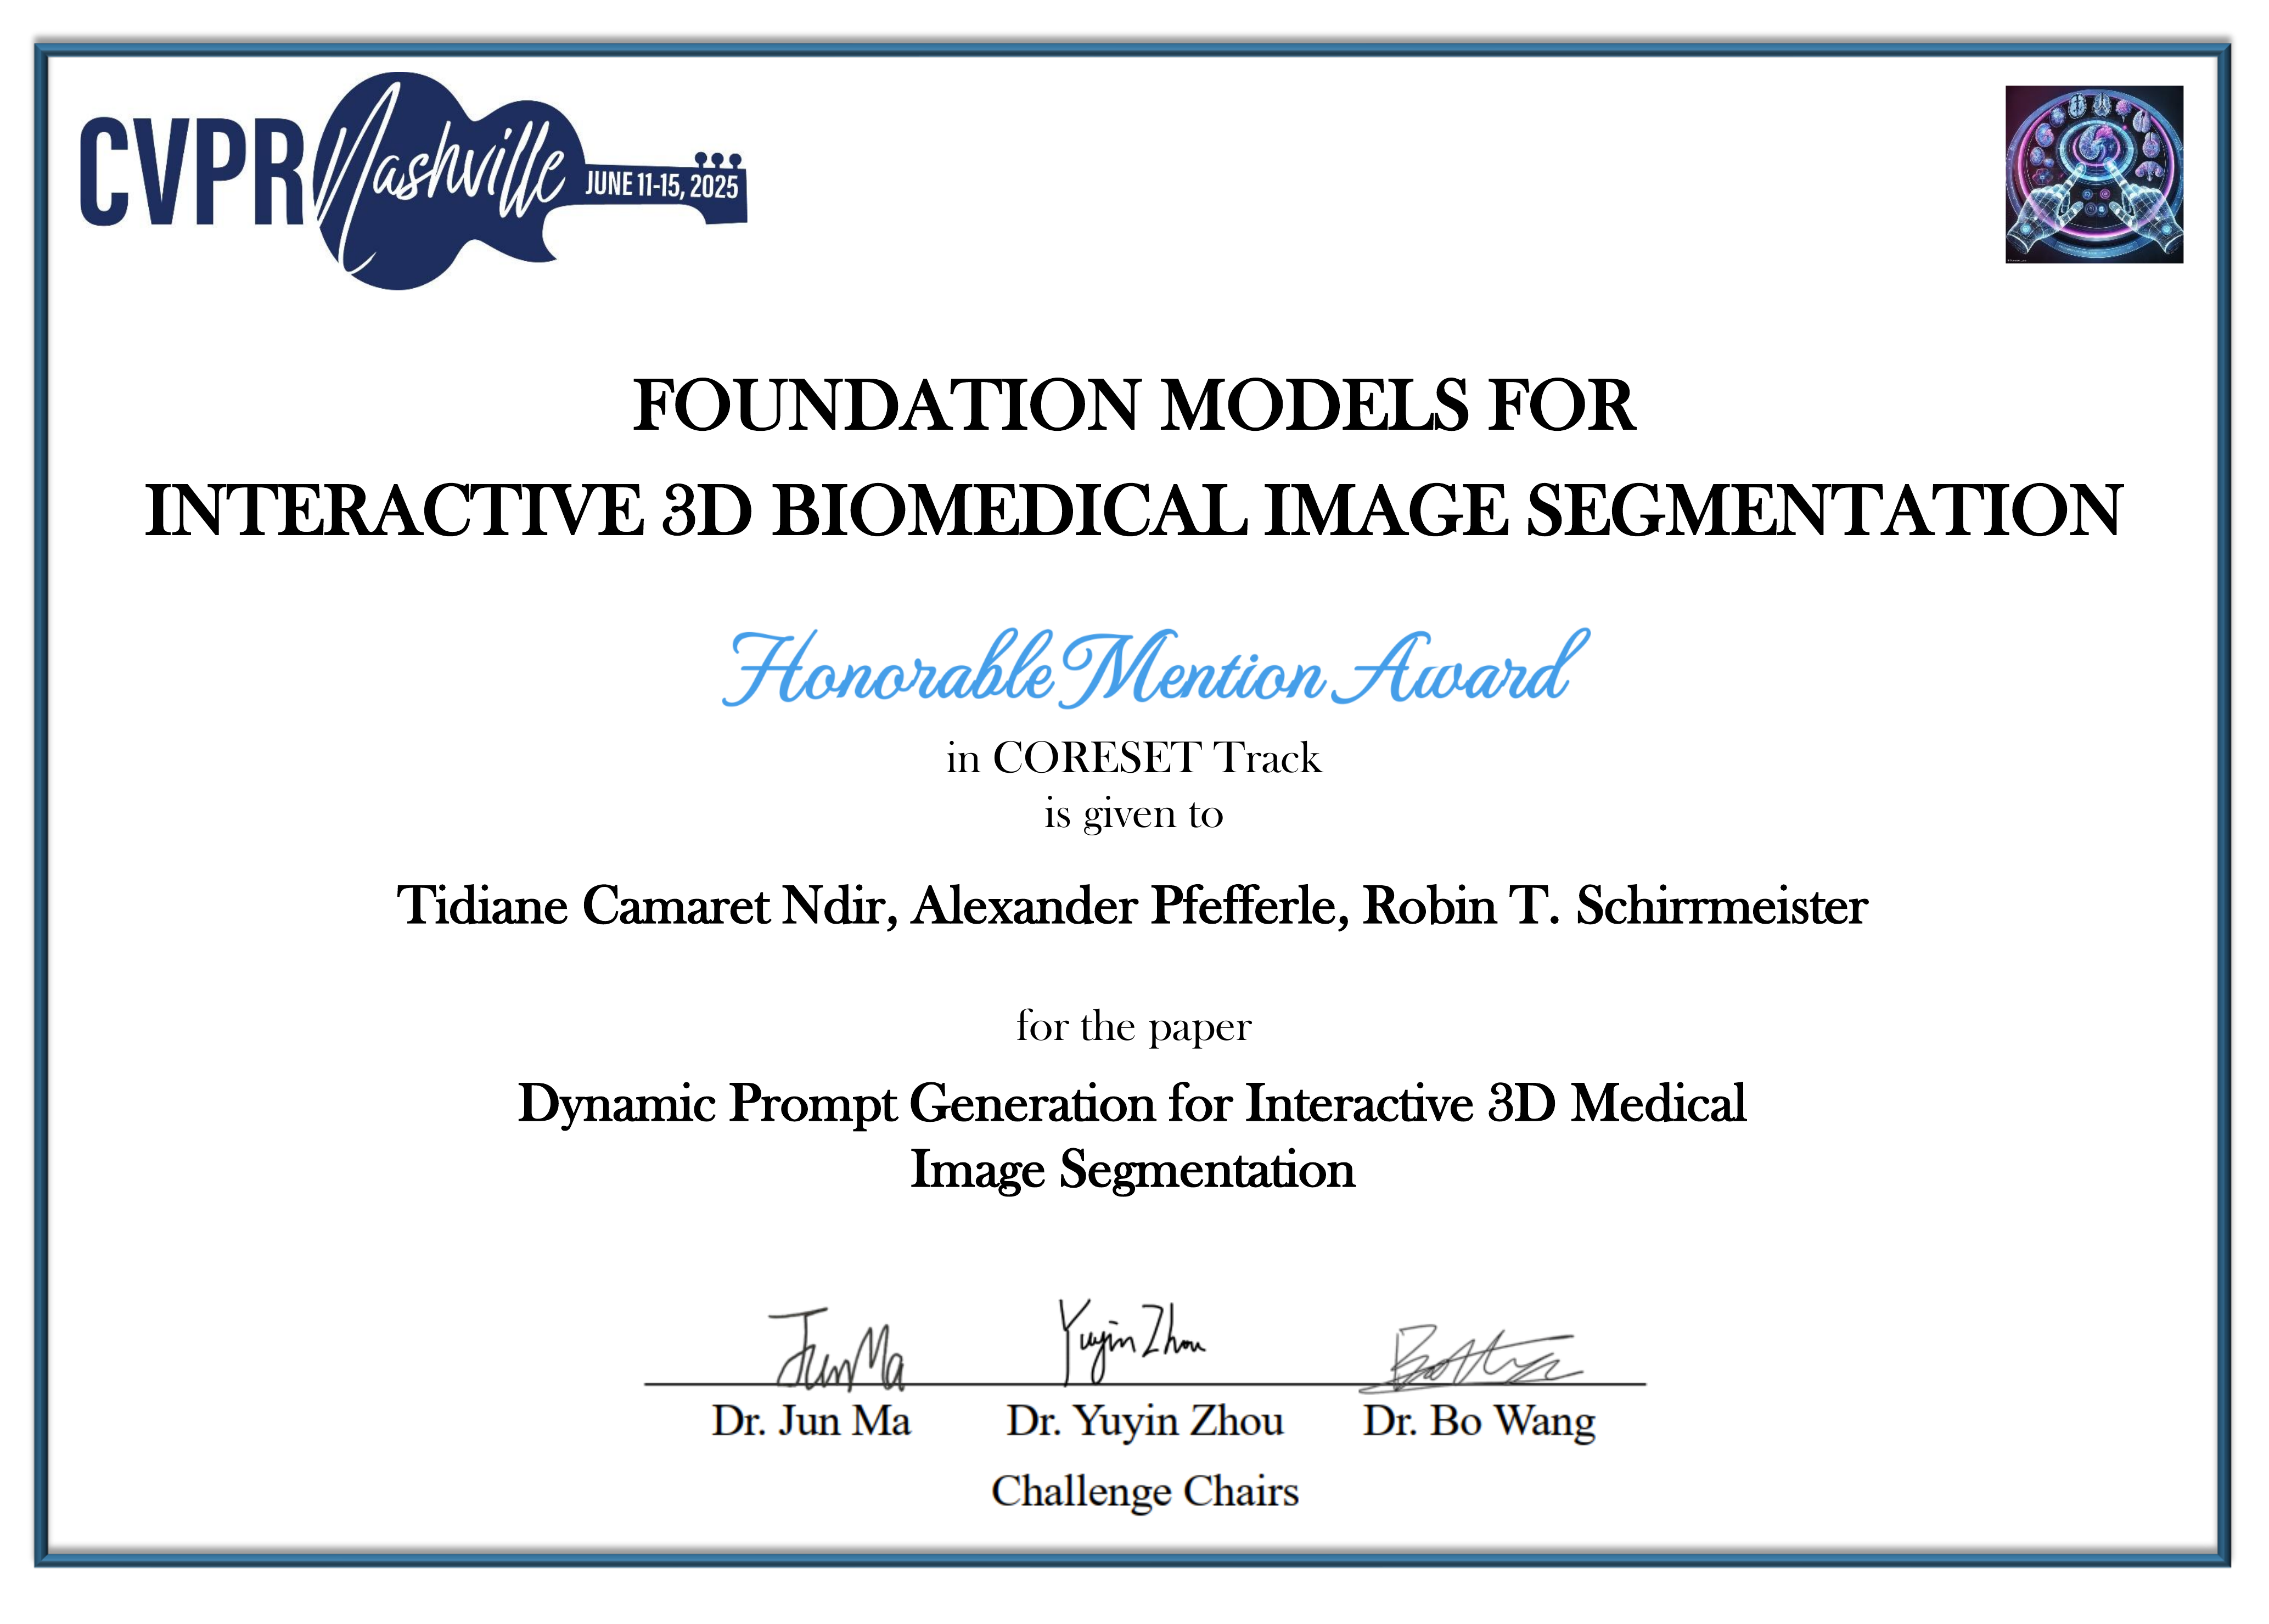 CVPR Nashville JUNE 11-15, 2025
FOUNDATION MODELS FOR
INTERACTIVE 3D BIOMEDICAL IMAGE SEGMENTATION
Honorable Mention Award
in CORESET Track
is given to
Tidiane Camaret Ndir, Alexander Pfefferle, Robin T. Schirrmeister
for the paper
Dynamic Prompt Generation for Interactive 3D Medical
Image Segmentation
Jun Ma Yuyin Zhou
Dr. Jun Ma Dr. Yuyin Zhou Dr. Bo Wang
Challenge Chairs